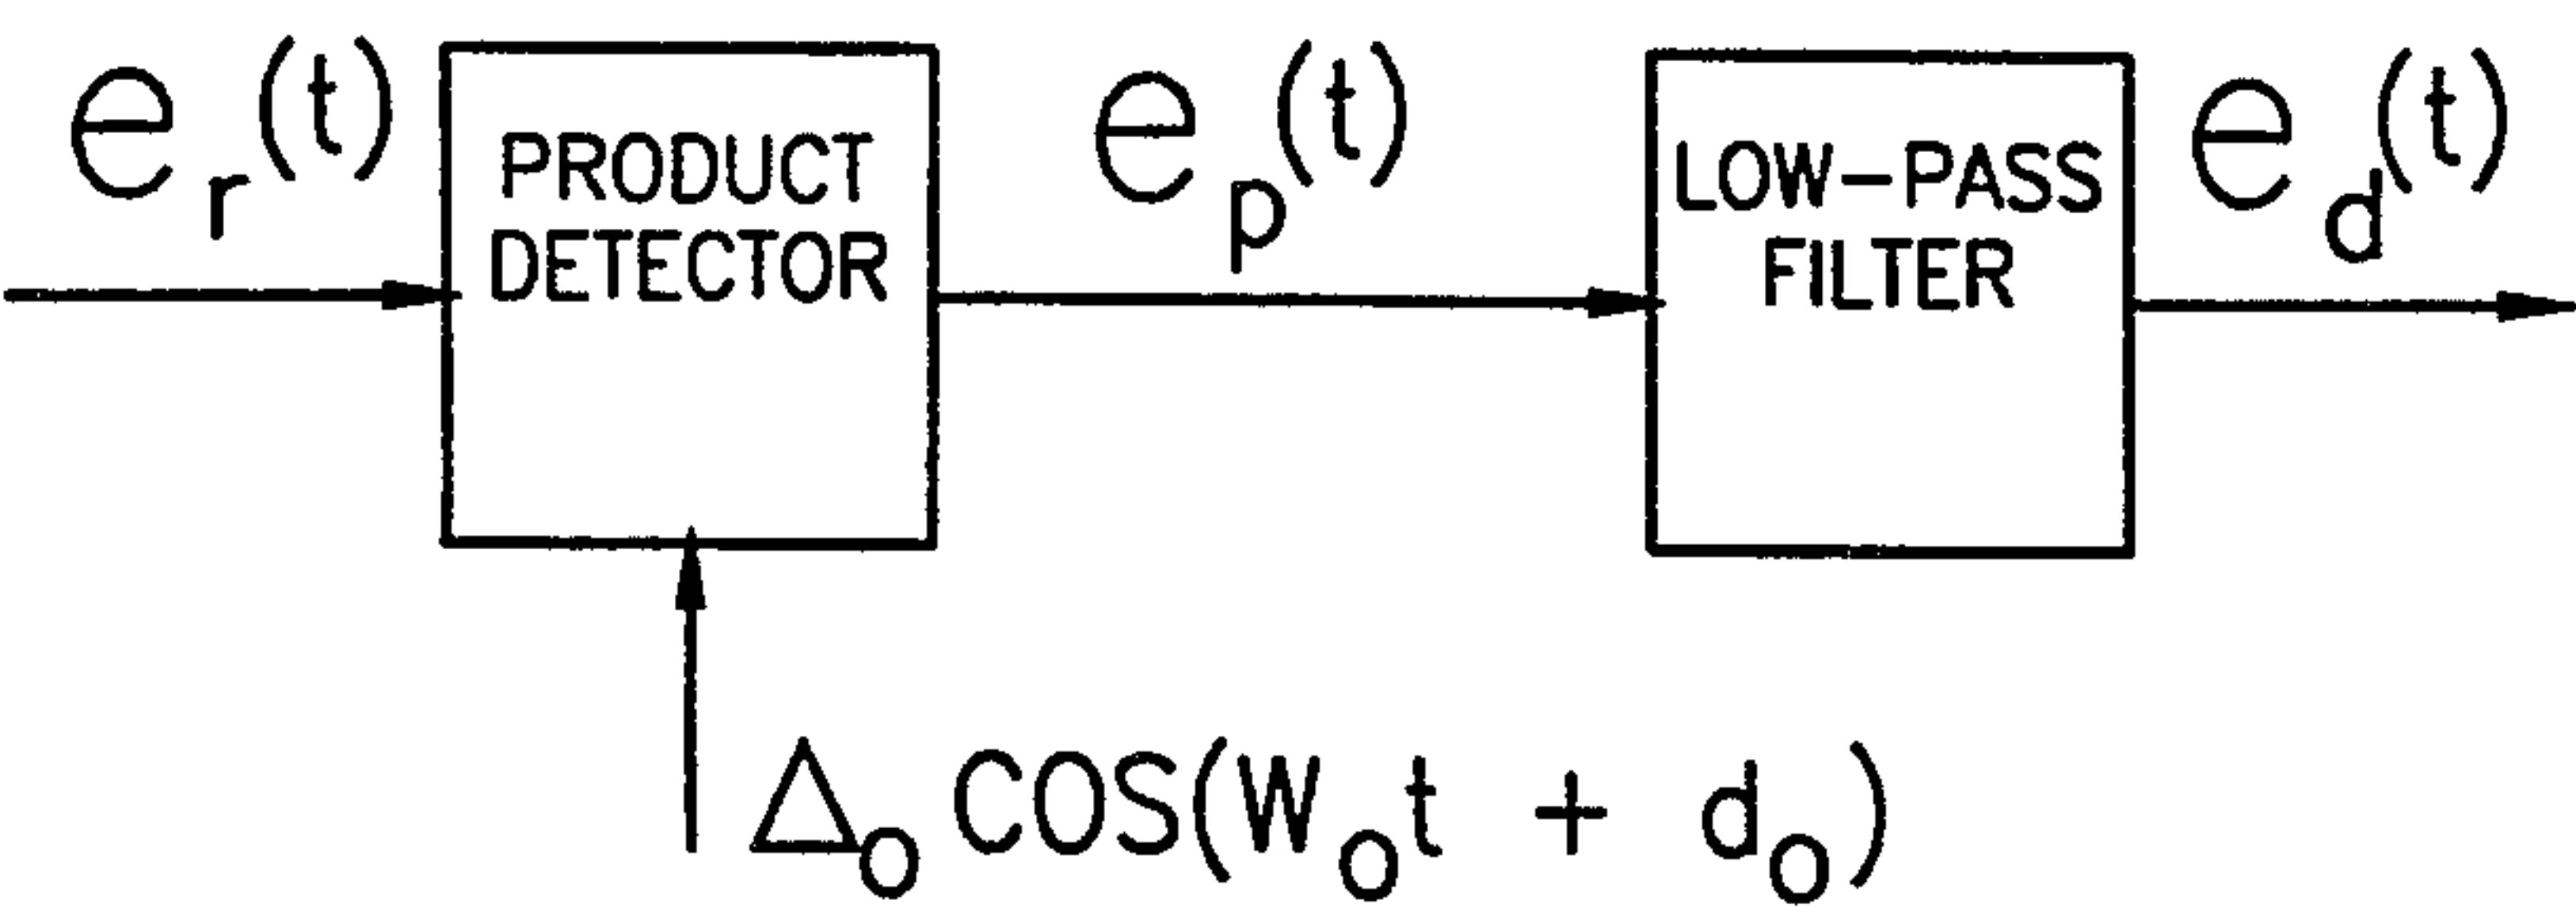 e_r(t)
PRODUCT
DETECTOR
e_p(t)
LOW-PASS
FILTER
e_d(t)
Δ_o COS(W_o t + d_o)